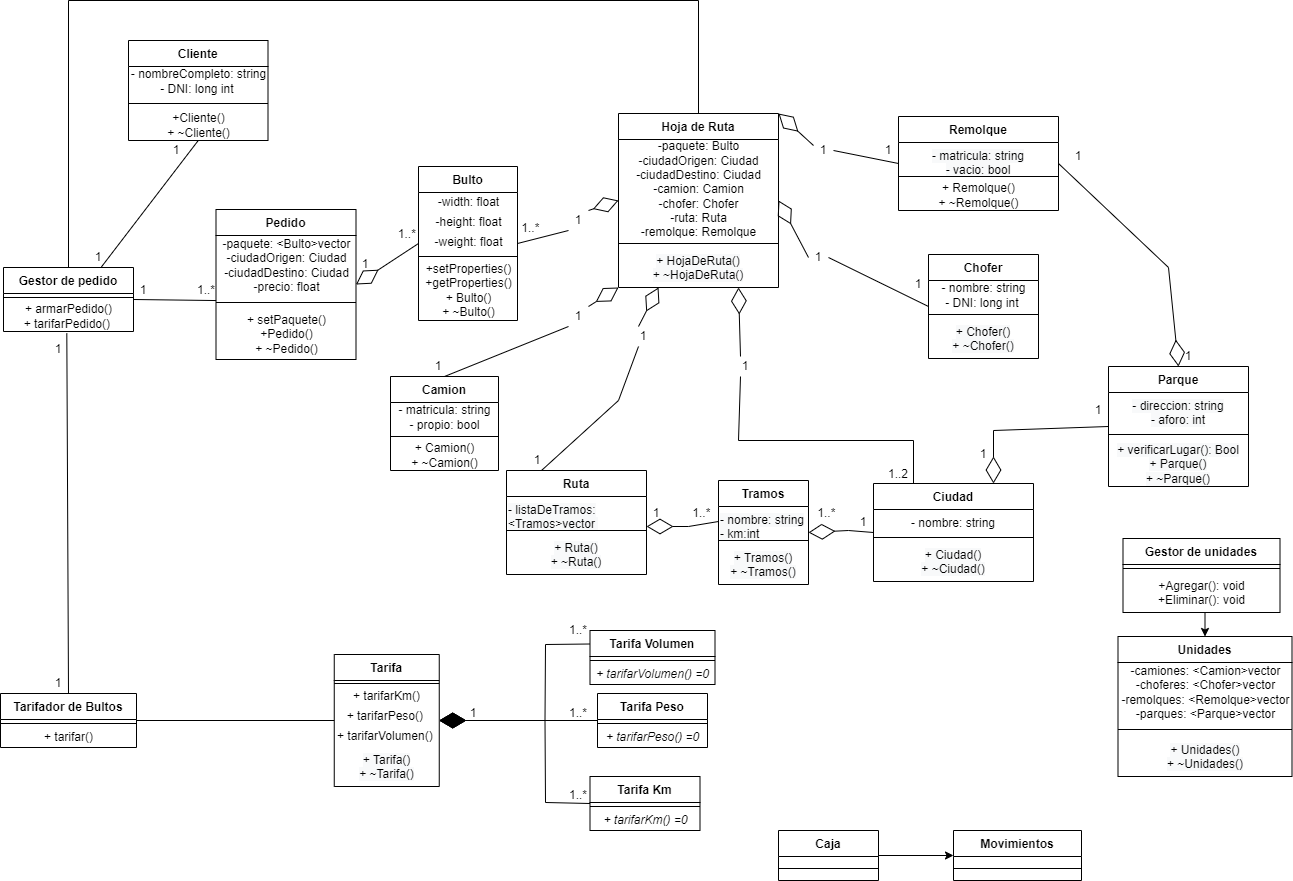 Cliente
- nombreCompleto: string
- DNI: long int
+Cliente()
+ ~Cliente()
1
1
Gestor de pedido
+ armarPedido()
+ tarifarPedido()
1
1..*
1
1
Pedido
-paquete: <Bulto>vector
-ciudadOrigen: Ciudad
-ciudadDestino: Ciudad
-precio: float
+ setPaquete()
+Pedido()
+ ~Pedido()
1
1..*
Bulto
-width: float
-height: float
-weight: float
+setProperties()
+getProperties()
+ Bulto()
+ ~Bulto()
1..*
1
Hoja de Ruta
-paquete: Bulto
-ciudadOrigen: Ciudad
-ciudadDestino: Ciudad
-camion: Camion
-chofer: Chofer
-ruta: Ruta
-remolque: Remolque
+ HojaDeRuta()
+ ~HojaDeRuta()
1
1
Remolque
- matricula: string
- vacio: bool
+ Remolque()
+ ~Remolque()
1
1
1
1
Chofer
- nombre: string
- DNI: long int
+ Chofer()
+ ~Chofer()
1
1
Camion
- matricula: string
- propio: bool
+ Camion()
+ ~Camion()
1
1
1
1..2
Parque
- direccion: string
- aforo: int
+ verificarLugar(): Bool
+ Parque()
+ ~Parque()
1
1
Ruta
- listaDeTramos:
<Tramos>vector
+ Ruta()
+ ~Ruta()
1
1..*
Tramos
- nombre: string
- km:int
+ Tramos()
+ ~Tramos()
1..*
1
Ciudad
- nombre: string
+ Ciudad()
+ ~Ciudad()
Gestor de unidades
+Agregar(): void
+Eliminar(): void
Unidades
-camiones: <Camion>vector
-choferes: <Chofer>vector
-remolques: <Remolque>vector
-parques: <Parque>vector
+ Unidades()
+ ~Unidades()
Tarifador de Bultos
+ tarifar()
Tarifa
+ tarifarKm()
+ tarifarPeso()
+ tarifarVolumen()
+ Tarifa()
+ ~Tarifa()
1
1..*
Tarifa Volumen
+ tarifarVolumen() =0
1..*
Tarifa Peso
+ tarifarPeso() =0
1..*
Tarifa Km
+ tarifarKm() =0
Caja
Movimientos